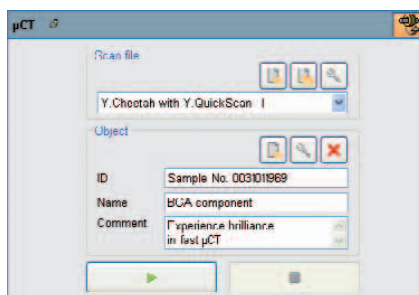 µCT
Scan file
Y.Cheetah with Y.QuickScan I
Object
ID
Sample No. 0031011969
Name
BGA component
Comment
Experience brilliance
in fast µCT